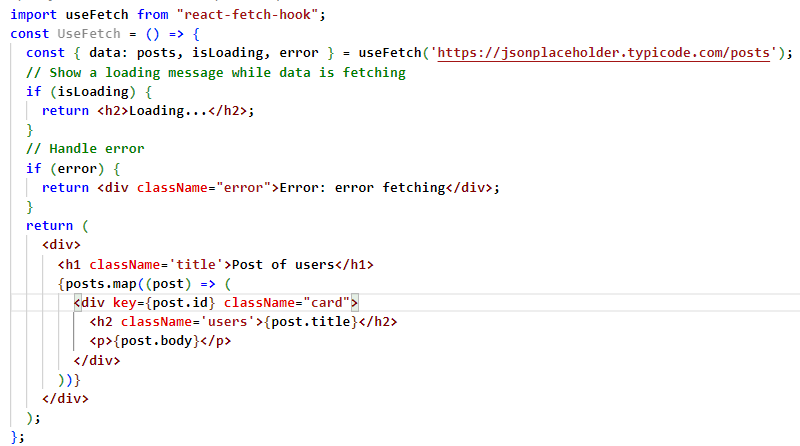 import useFetch from "react-fetch-hook";
const UseFetch = () => {
  const { data: posts, isLoading, error } = useFetch('https://jsonplaceholder.typicode.com/posts');
  // Show a loading message while data is fetching
  if (isLoading) {
    return <h2>Loading...</h2>;
  }
  // Handle error
  if (error) {
    return <div className="error">Error: error fetching</div>;
  }
  return (
    <div>
      <h1 className='title'>Post of users</h1>
      {posts.map((post) => (
        <div key={post.id} className="card">
          <h2 className='users'>{post.title}</h2>
          <p>{post.body}</p>
        </div>
      ))}
    </div>
  );
};